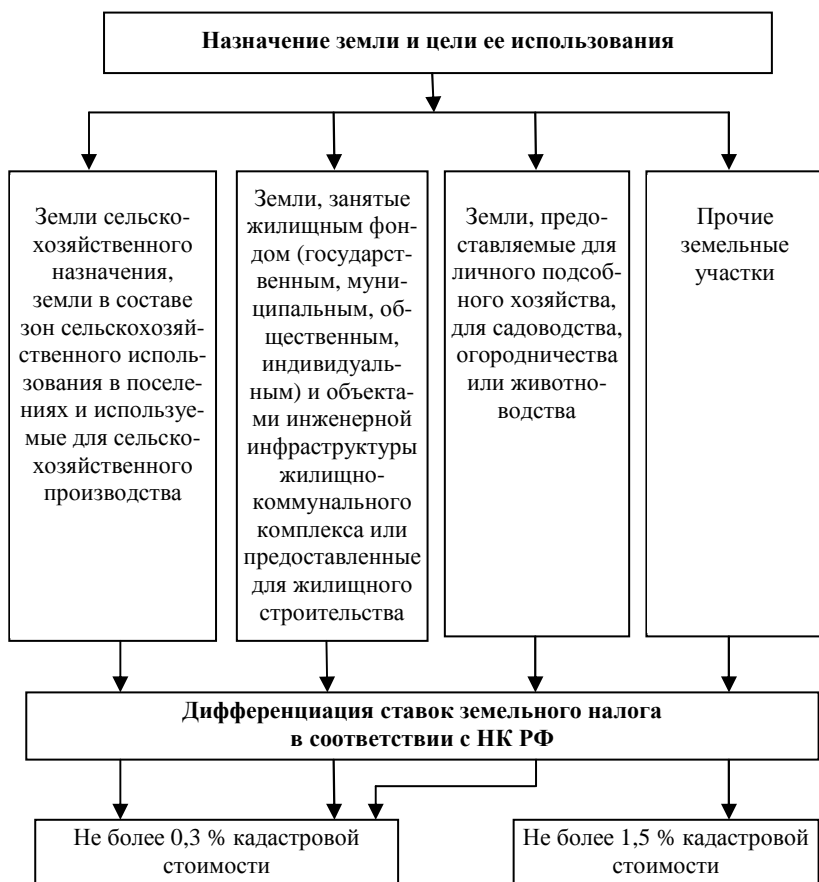 Назначение земли и цели ее использования
Земли сельско-
хозяйственного
назначения,
земли в составе
зон сельскохозяй-
ственного исполь-
зования в поселе-
ниях и используе-
мые для сельско-
хозяйственного
производства
Земли, занятые
жилищным фон-
дом (государст-
венным, муни-
ципальным, об-
щественным,
индивидуаль-
ным) и объекта-
ми инженерной
инфраструктуры
жилищно-
коммунального
комплекса или
предоставленные
для жилищного
строительства
Земли, предо-
ставляемые для
личного подсоб-
ного хозяйства,
для садоводства,
огородничества
или животно-
водства
Прочие
земельные
участки
Дифференциация ставок земельного налога
в соответствии с НК РФ
Не более 0,3 % кадастровой
стоимости
Не более 1,5 % кадастровой
стоимости